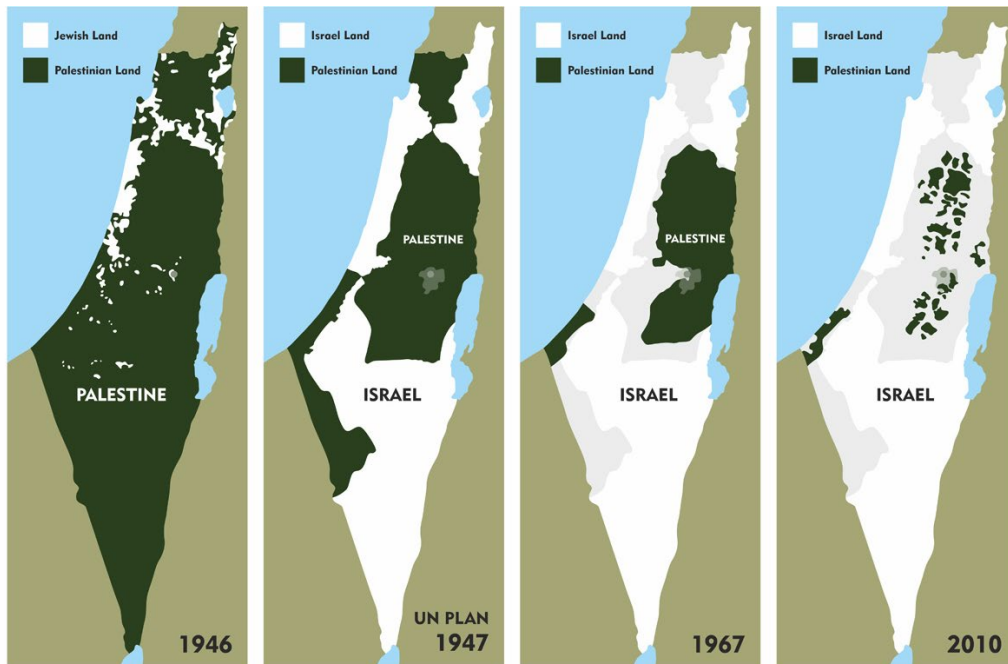 Jewish Land
Palestinian Land
PALESTINE
1946
Israel Land
Palestinian Land
PALESTINE
ISRAEL
UN PLAN
1947
Israel Land
Palestinian Land
PALESTINE
ISRAEL
1967
Israel Land
Palestinian Land
ISRAEL
2010